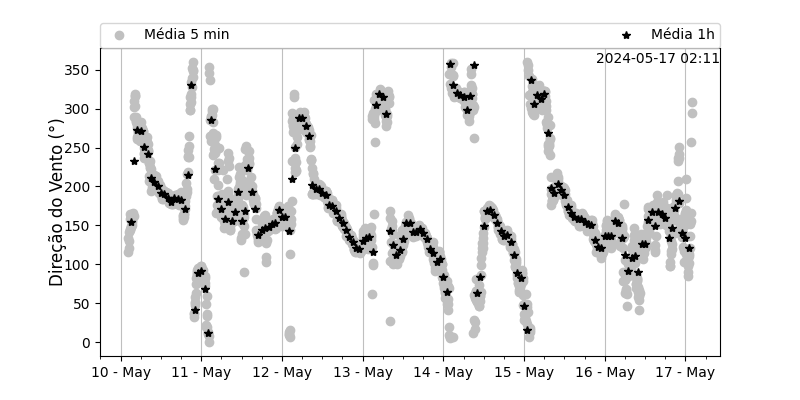 Média 5 min
Média 1h
2024-05-17 02:11
Direção do Vento (°)
350
300
250
200
150
100
50
0
10 - May
11 - May
12 - May
13 - May
14 - May
15 - May
16 - May
17 - May